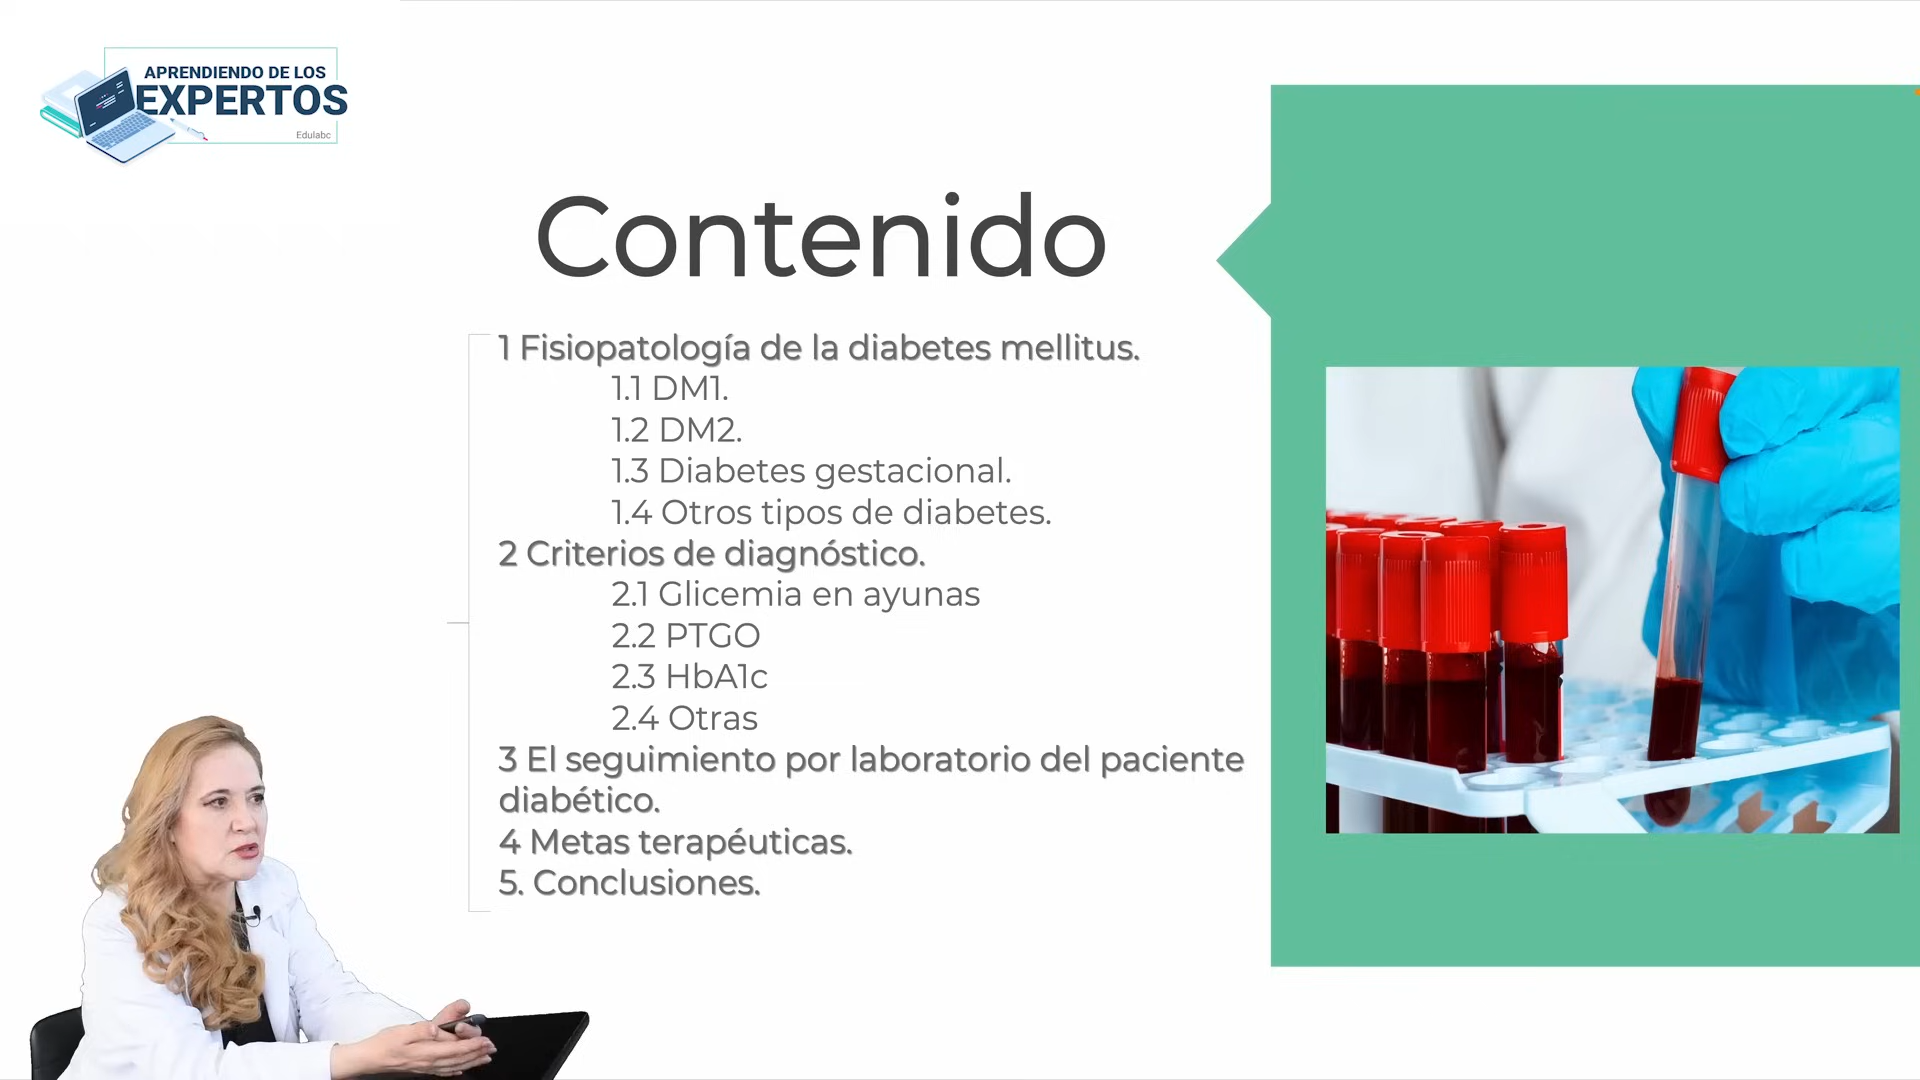 APRENDIENDO DE LOS
EXPERTOS
Edulabc
Contenido
1 Fisiopatología de la diabetes mellitus.
1.1 DM1.
1.2 DM2.
1.3 Diabetes gestacional.
1.4 Otros tipos de diabetes.
2 Criterios de diagnóstico.
2.1 Glicemia en ayunas
2.2 PTGO
2.3 HbA1c
2.4 Otras
3 El seguimiento por laboratorio del paciente
diabético.
4 Metas terapéuticas.
5. Conclusiones.